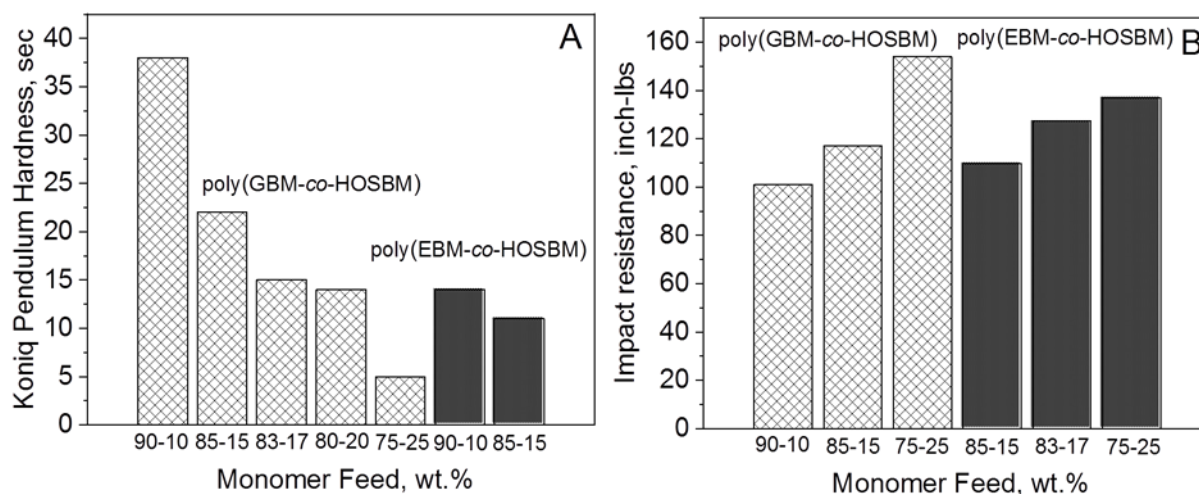 A
Koniq Pendulum Hardness, sec
40
35
30
25
20
15
10
5
0
poly(GBM-co-HOSBM)
poly(EBM-co-HOSBM)
90-10 85-15 83-17 80-20 75-25 90-10 85-15
Monomer Feed, wt.%
B
Impact resistance, inch-lbs
160
140
120
100
80
60
40
20
0
poly(GBM-co-HOSBM)
poly(EBM-co-HOSBM)
90-10 85-15 75-25 85-15 83-17 75-25
Monomer Feed, wt.%